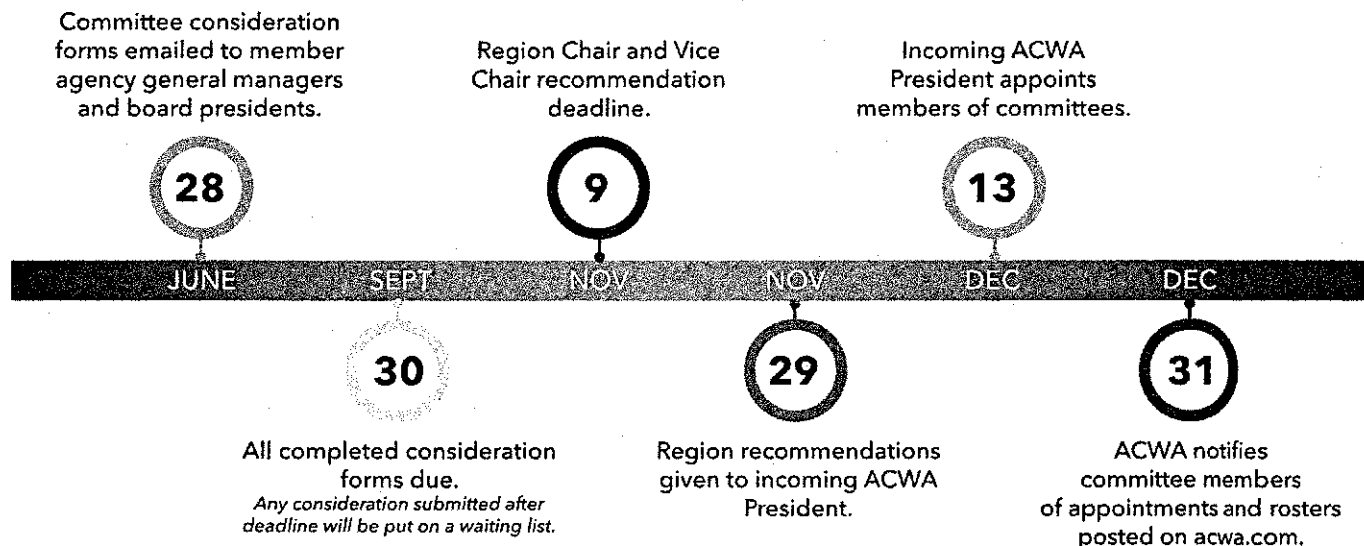 Committee consideration
forms emailed to member
agency general managers
and board presidents.
28
JUNE
All completed consideration
forms due.
Any consideration submitted after
deadline will be put on a waiting list.
30
SEPT
Region Chair and Vice
Chair recommendation
deadline.
9
NOV
Region recommendations
given to incoming ACWA
President.
29
NOV
Incoming ACWA
President appoints
members of committees.
13
DEC
ACWA notifies
committee members
of appointments and rosters
posted on acwa.com.
31
DEC